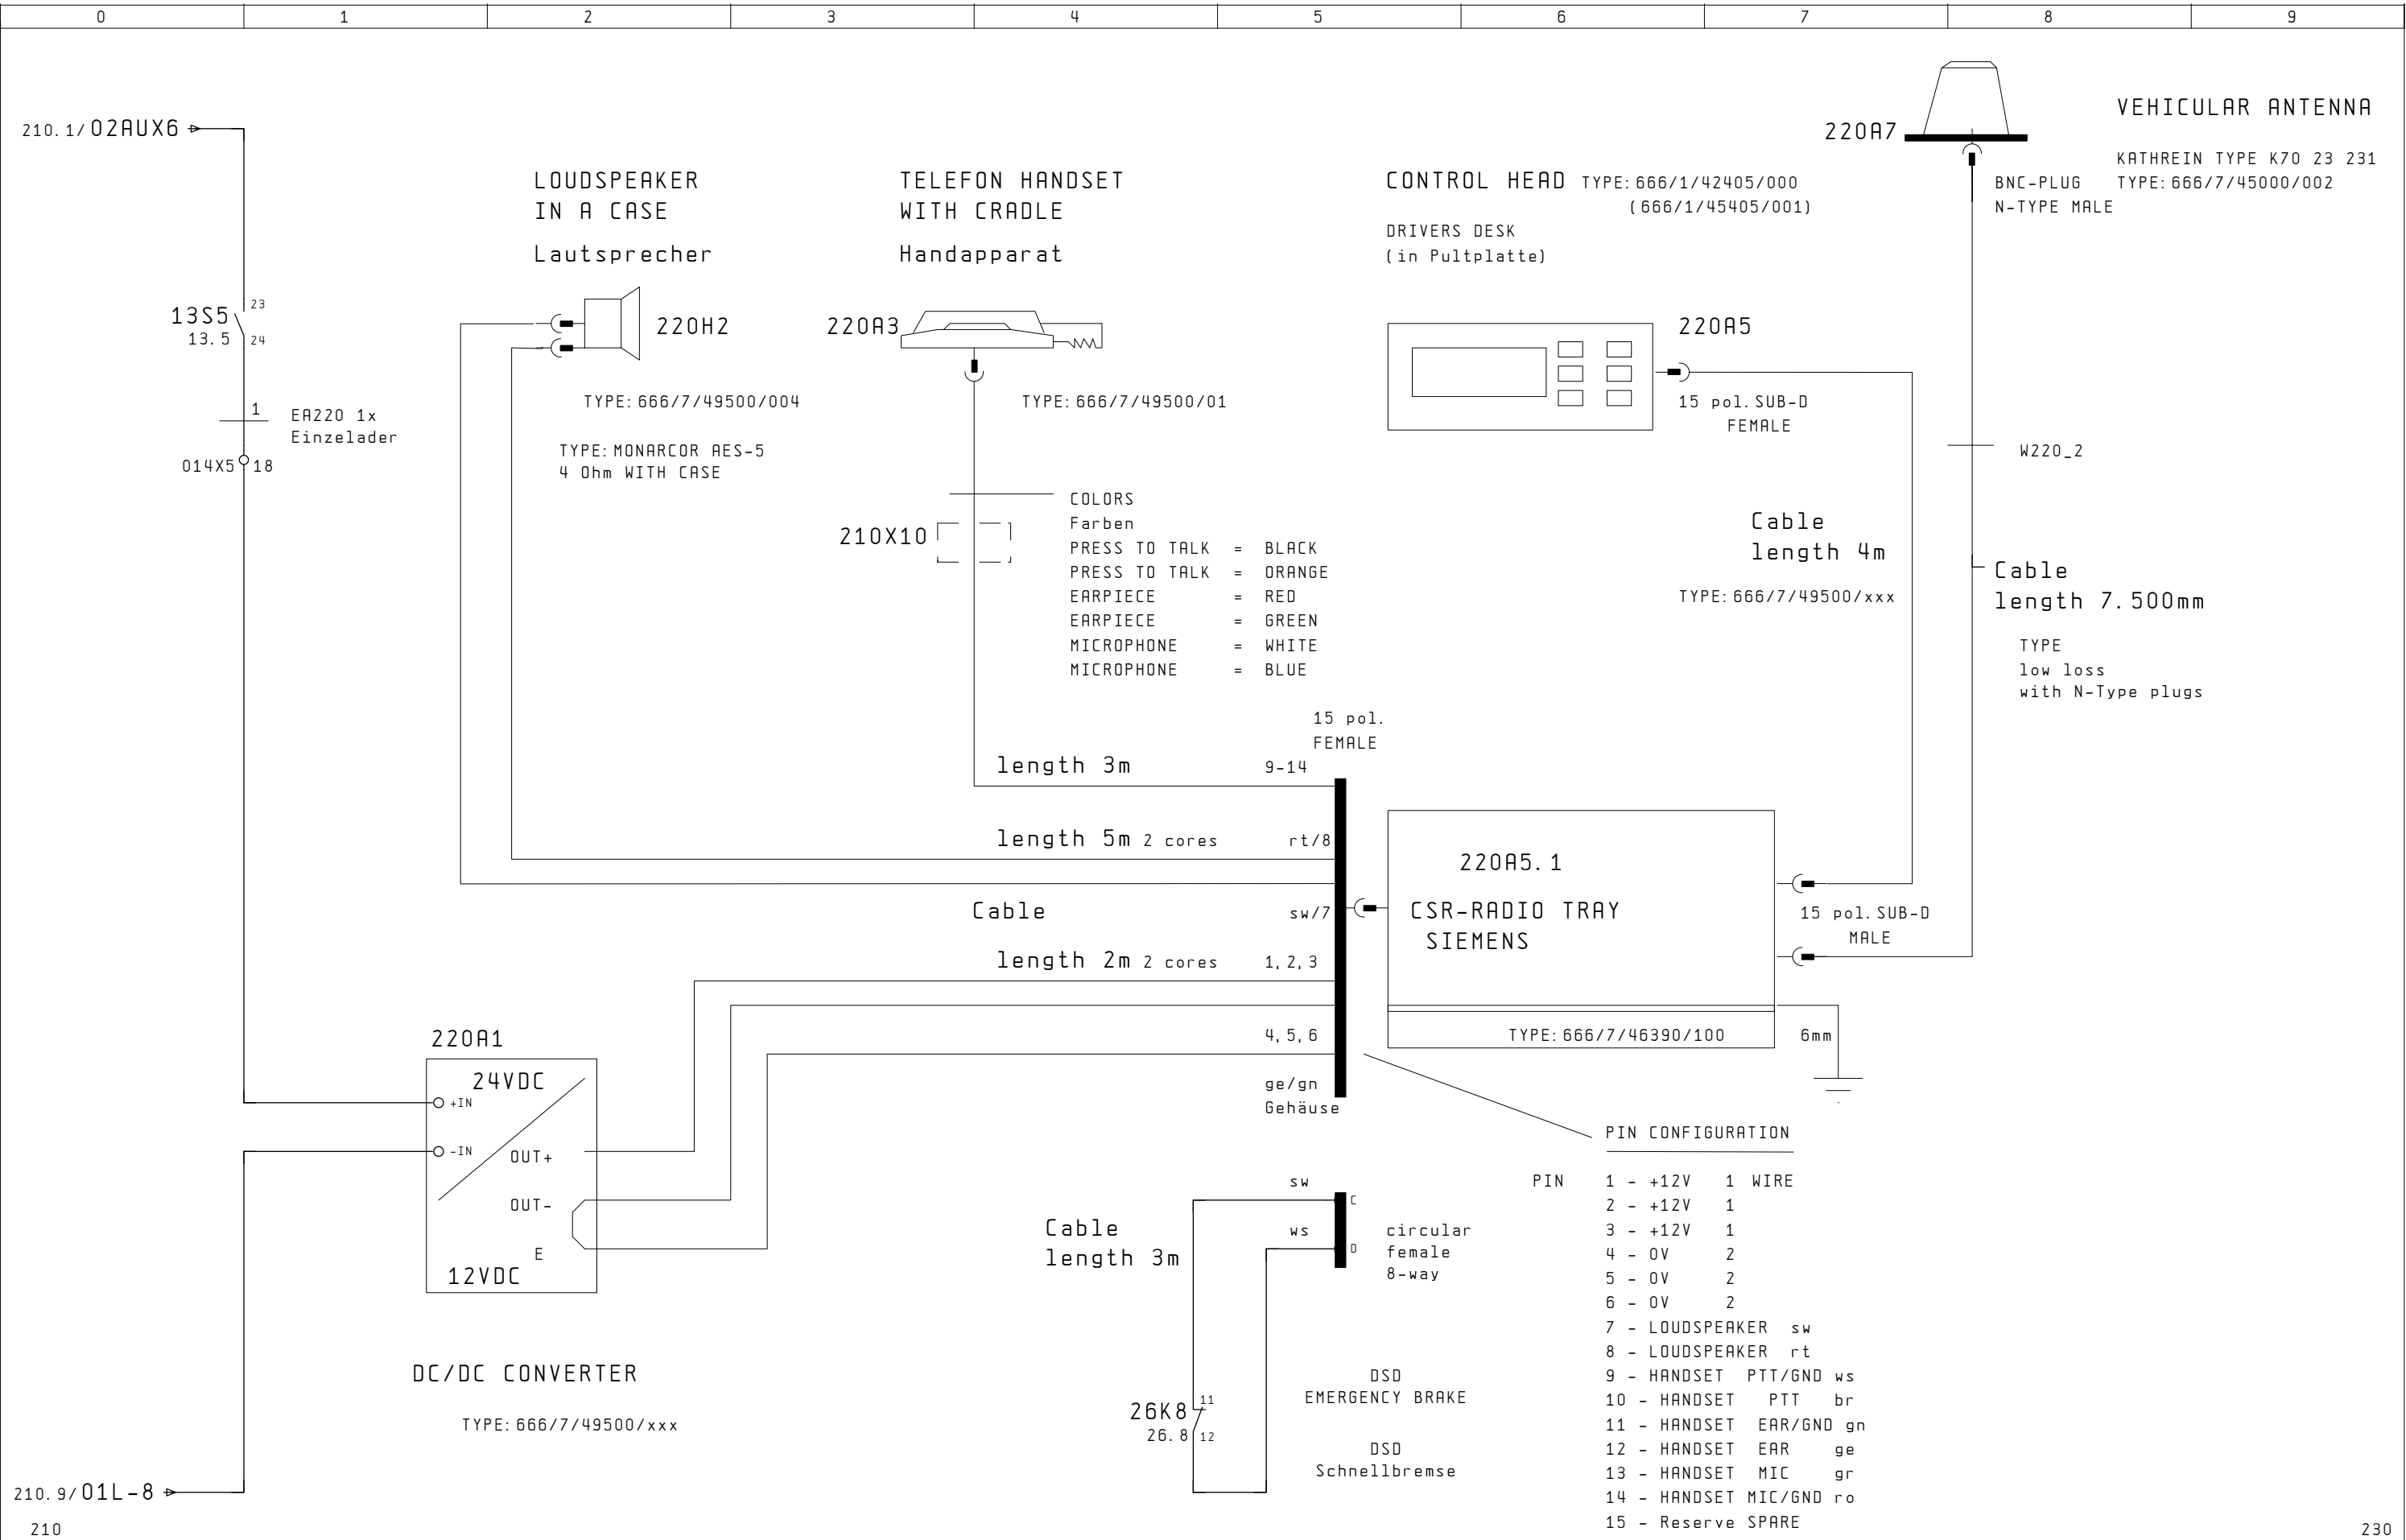 0 1 2 3 4 5 6 7 8 9
210.1/02AUX6
13S5
13.5
23
24
1
EA220 1x
Einzelader
014X5
18
LOUDSPEAKER
IN A CASE
Lautsprecher
220H2
TYPE:666/7/49500/004
TYPE:MONARCOR AES-5
4 Ohm WITH CASE
TELEFON HANDSET
WITH CRADLE
Handapparat
220A3
TYPE:666/7/49500/01
210X10
COLORS
Farben
PRESS TO TALK = BLACK
PRESS TO TALK = ORANGE
EARPIECE = RED
EARPIECE = GREEN
MICROPHONE = WHITE
MICROPHONE = BLUE
CONTROL HEAD TYPE:666/1/42405/000
(666/1/45405/001)
DRIVERS DESK
(in Pultplatte)
220A5
15 pol.SUB-D
FEMALE
Cable
length 4m
TYPE:666/7/49500/xxx
220A7
VEHICULAR ANTENNA
KATHREIN TYPE K70 23 231
TYPE:666/7/45000/002
BNC-PLUG
N-TYPE MALE
W220_2
Cable
length 7.500mm
TYPE
low loss
with N-Type plugs
15 pol.
FEMALE
length 3m 9-14
length 5m 2 cores rt/8
Cable sw/7
length 2m 2 cores 1,2,3
4,5,6
ge/gn
Gehäuse
220A5.1
CSR-RADIO TRAY
SIEMENS
TYPE:666/7/46390/100
15 pol.SUB-D
MALE
6mm
220A1
24VDC
+IN
-IN
OUT+
OUT-
E
12VDC
DC/DC CONVERTER
TYPE:666/7/49500/xxx
Cable
length 3m
sw
ws
C
D
circular
female
8-way
26K8
26.8
11
12
DSD
EMERGENCY BRAKE
DSD
Schnellbremse
PIN CONFIGURATION
PIN 1 - +12V 1 WIRE
2 - +12V 1
3 - +12V 1
4 - 0V 2
5 - 0V 2
6 - 0V 2
7 - LOUDSPEAKER sw
8 - LOUDSPEAKER rt
9 - HANDSET PTT/GND ws
10 - HANDSET PTT br
11 - HANDSET EAR/GND gn
12 - HANDSET EAR ge
13 - HANDSET MIC gr
14 - HANDSET MIC/GND ro
15 - Reserve SPARE
210.9/01L-8
210
230